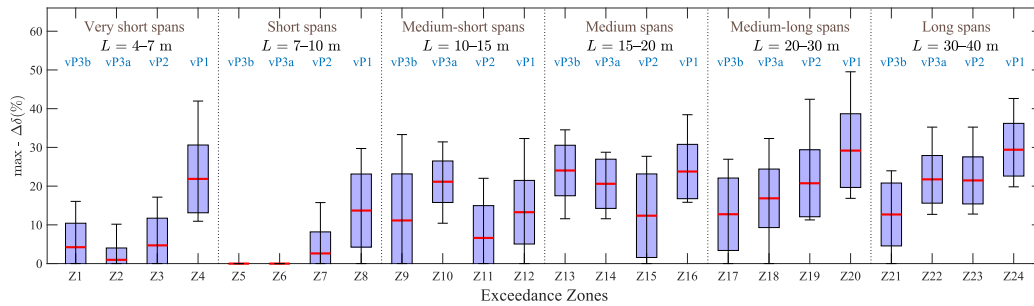 60
50
40
30
20
10
0
max - Δδ(%)
Very short spans Short spans Medium-short spans Medium spans Medium-long spans Long spans
L = 4–7 m L = 7–10 m L = 10–15 m L = 15–20 m L = 20–30 m L = 30–40 m
vP3b vP3a vP2 vP1 vP3b vP3a vP2 vP1 vP3b vP3a vP2 vP1 vP3b vP3a vP2 vP1 vP3b vP3a vP2 vP1 vP3b vP3a vP2 vP1
Z1 Z2 Z3 Z4 Z5 Z6 Z7 Z8 Z9 Z10 Z11 Z12 Z13 Z14 Z15 Z16 Z17 Z18 Z19 Z20 Z21 Z22 Z23 Z24
Exceedance Zones